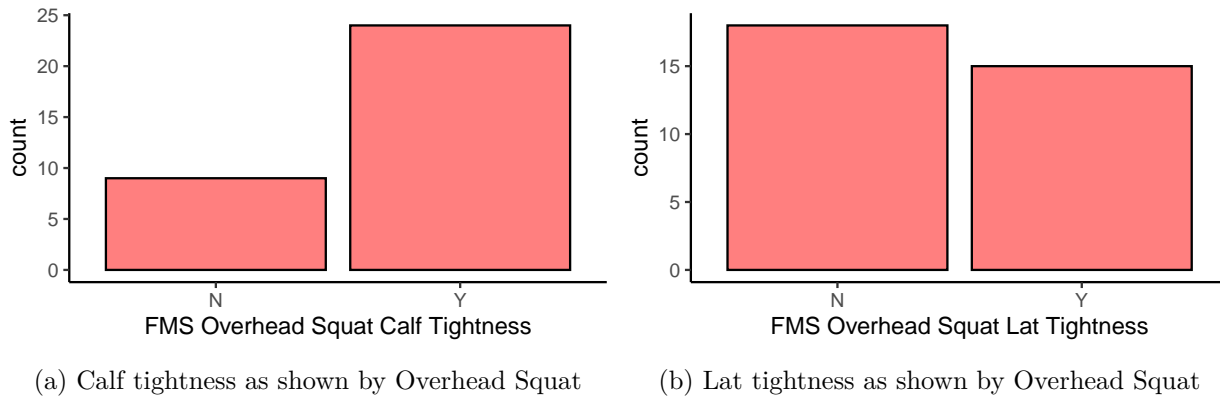 25
20
15
10
5
0
count
N Y
FMS Overhead Squat Calf Tightness
(a) Calf tightness as shown by Overhead Squat
15
10
5
0
count
N Y
FMS Overhead Squat Lat Tightness
(b) Lat tightness as shown by Overhead Squat